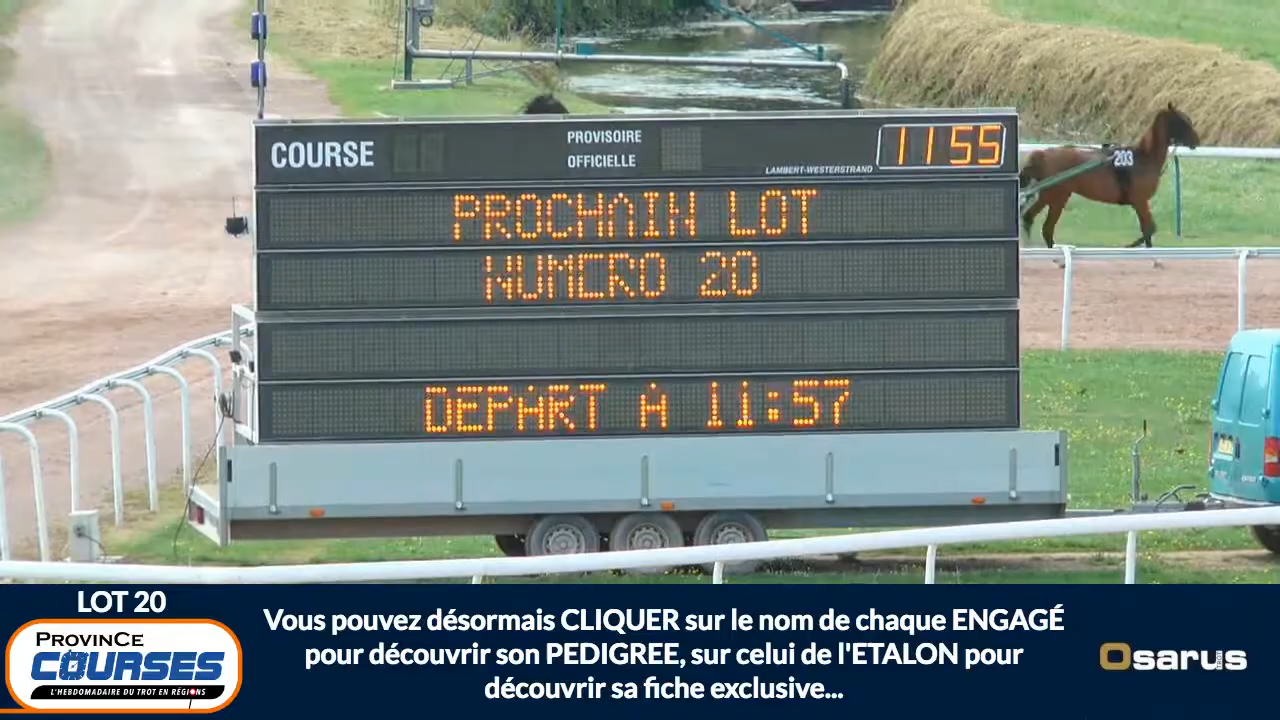 COURSE
PROVISOIRE
OFFICIELLE
11 55
LAMBERT-WESTERSTRAND
203
PROCHAIN LOT
NUMERO 20
DEPART A 11:57
LOT 20
PROVINCE
COURSES
L'HEBDOMADAIRE DU TROT EN RÉGIONS
Vous pouvez désormais CLIQUER sur le nom de chaque ENGAGÉ
pour découvrir son PEDIGREE, sur celui de l'ETALON pour
découvrir sa fiche exclusive...
Osarus